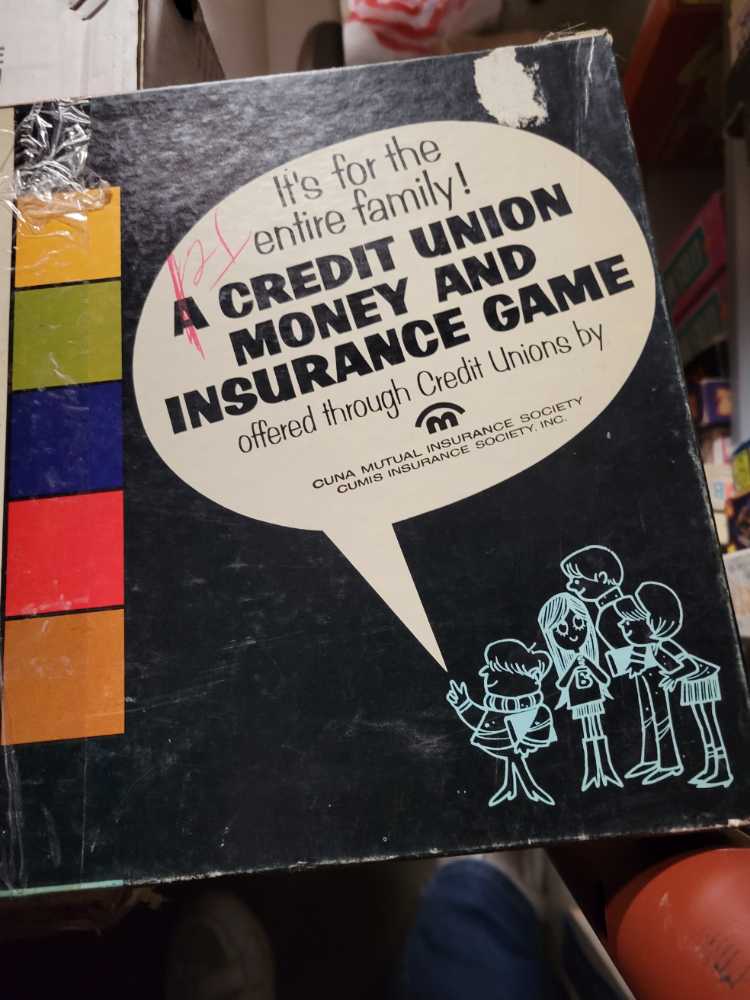 It's for the
entire family!
A CREDIT UNION
MONEY AND
INSURANCE GAME
offered through Credit Unions by
m
CUNA MUTUAL INSURANCE SOCIETY
CUMIS INSURANCE SOCIETY, INC.
B